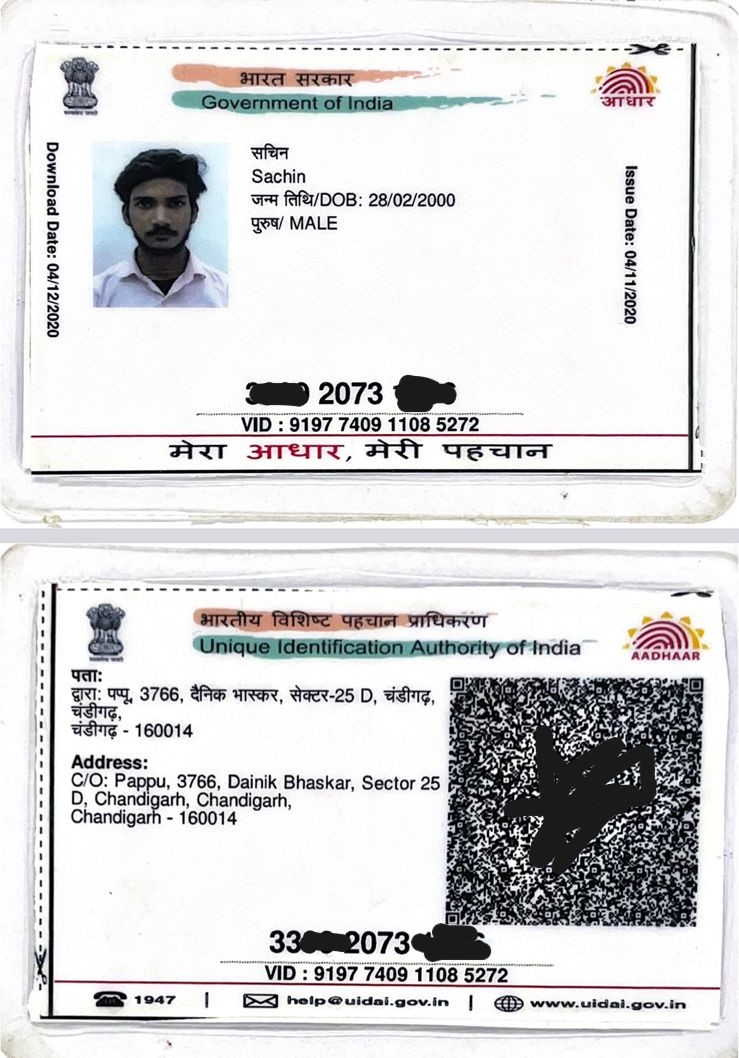 भारत सरकार
Government of India
आधार
Download Date: 04/12/2020
सचिन
Sachin
जन्म तिथि/DOB: 28/02/2000
पुरुष/ MALE
Issue Date: 04/11/2020
2073
VID : 9197 7409 1108 5272
मेरा आधार, मेरी पहचान
भारतीय विशिष्ट पहचान प्राधिकरण
Unique Identification Authority of India
AADHAAR
पता:
द्वारा: पप्पू, 3766, दैनिक भास्कर, सेक्टर-25 D, चंडीगढ़,
चंडीगढ़,
चंडीगढ़ - 160014
Address:
C/O: Pappu, 3766, Dainik Bhaskar, Sector 25
D, Chandigarh, Chandigarh,
Chandigarh - 160014
33 2073
VID : 9197 7409 1108 5272
1947 | help@uidai.gov.in | www.uidai.gov.in